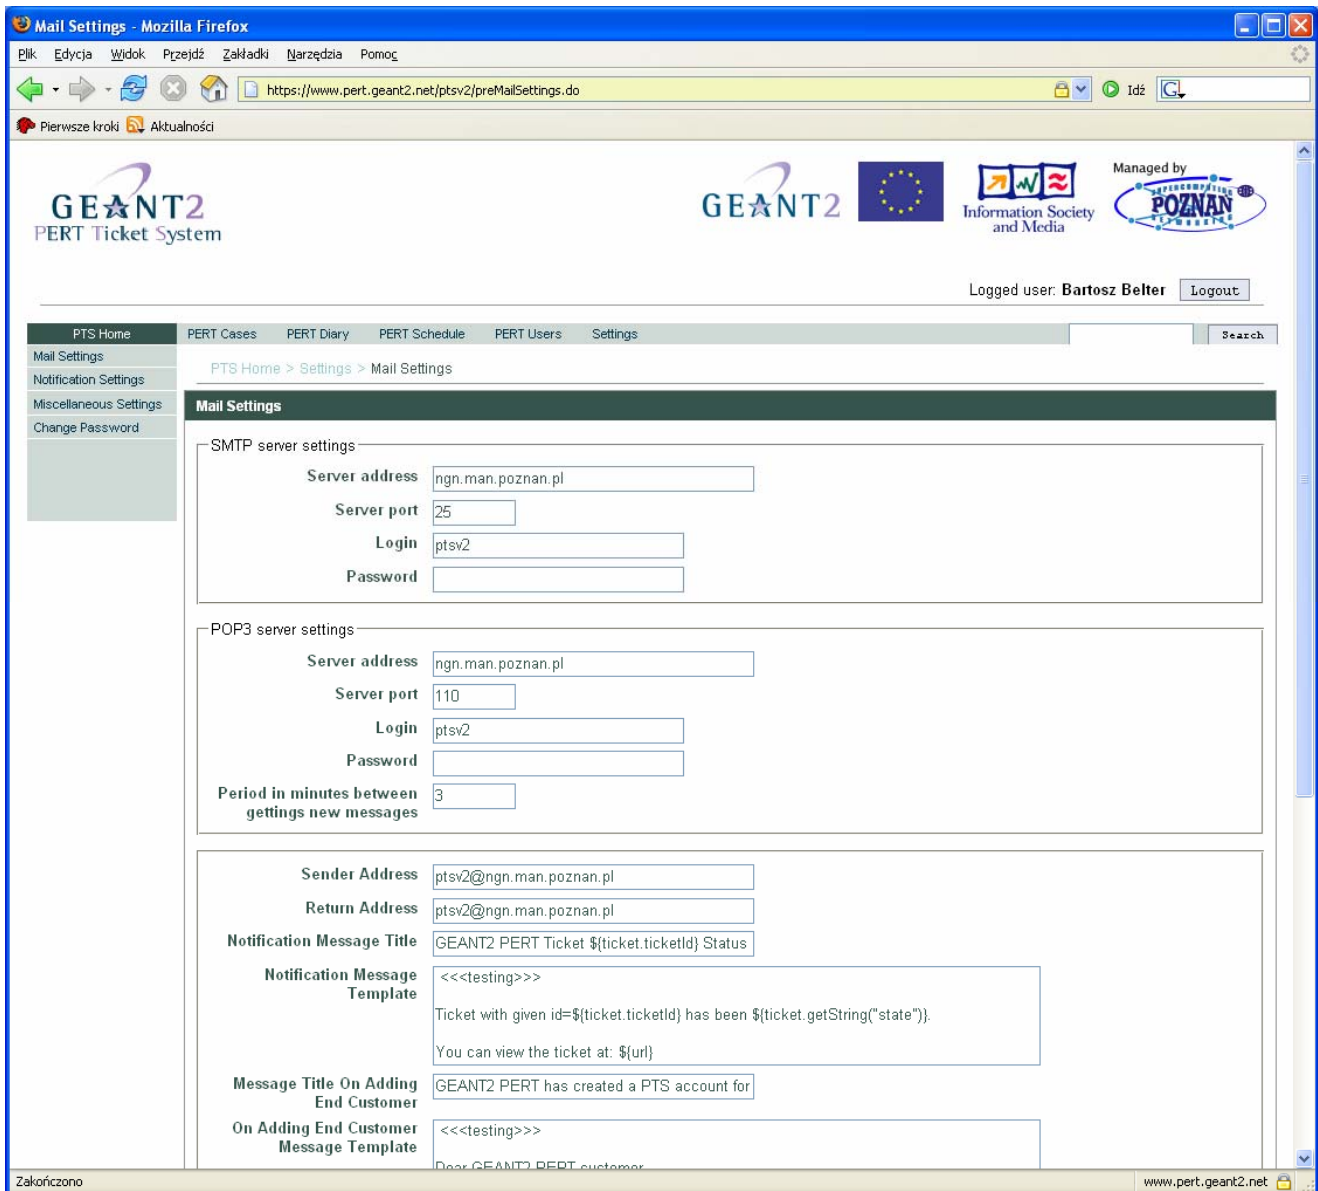 Mail Settings - Mozilla Firefox
Plik Edycja Widok Przejdź Zakładki Narzędzia Pomoc
https://www.pert.geant2.net/ptsv2/preMailSettings.do Idź G
Pierwsze kroki Aktualności
GEANT2
PERT Ticket System
GEANT2
Information Society
and Media
Managed by
SUPERCOMPUTING
POZNAŃ
Logged user: Bartosz Belter Logout
PTS Home PERT Cases PERT Diary PERT Schedule PERT Users Settings Search
Mail Settings
Notification Settings
Miscellaneous Settings
Change Password
PTS Home > Settings > Mail Settings
Mail Settings
SMTP server settings
Server address ngn.man.poznan.pl
Server port 25
Login ptsv2
Password
POP3 server settings
Server address ngn.man.poznan.pl
Server port 110
Login ptsv2
Password
Period in minutes between 3
gettings new messages
Sender Address ptsv2@ngn.man.poznan.pl
Return Address ptsv2@ngn.man.poznan.pl
Notification Message Title GEANT2 PERT Ticket ${ticket.ticketId} Status
Notification Message <<<testing>>>
Template
Ticket with given id=${ticket.ticketId} has been ${ticket.getString("state")}.
You can view the ticket at: ${url}
Message Title On Adding GEANT2 PERT has created a PTS account for
End Customer
On Adding End Customer <<<testing>>>
Message Template
Dear GEANT2 PERT customer
Zakończono www.pert.geant2.net